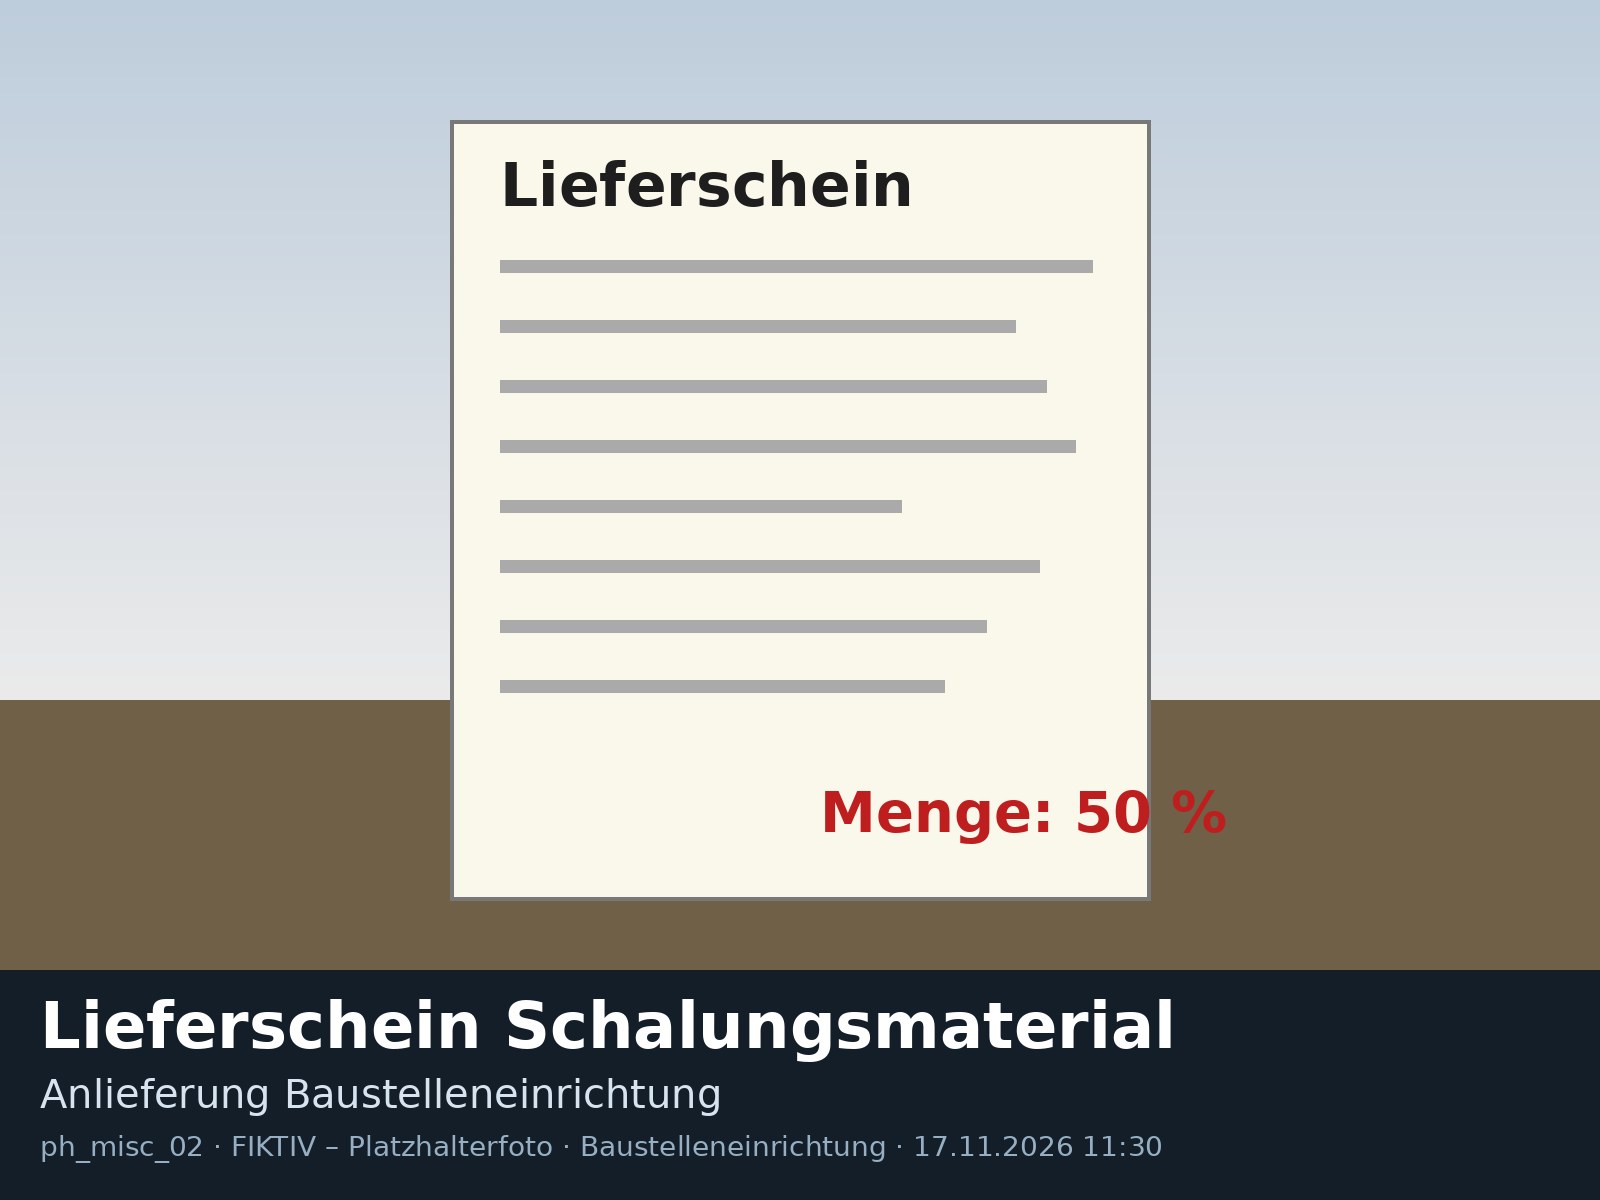 Lieferschein
Menge: 50 %
Lieferschein Schalungsmaterial
Anlieferung Baustelleneinrichtung
ph_misc_02 · FIKTIV – Platzhalterfoto · Baustelleneinrichtung · 17.11.2026 11:30